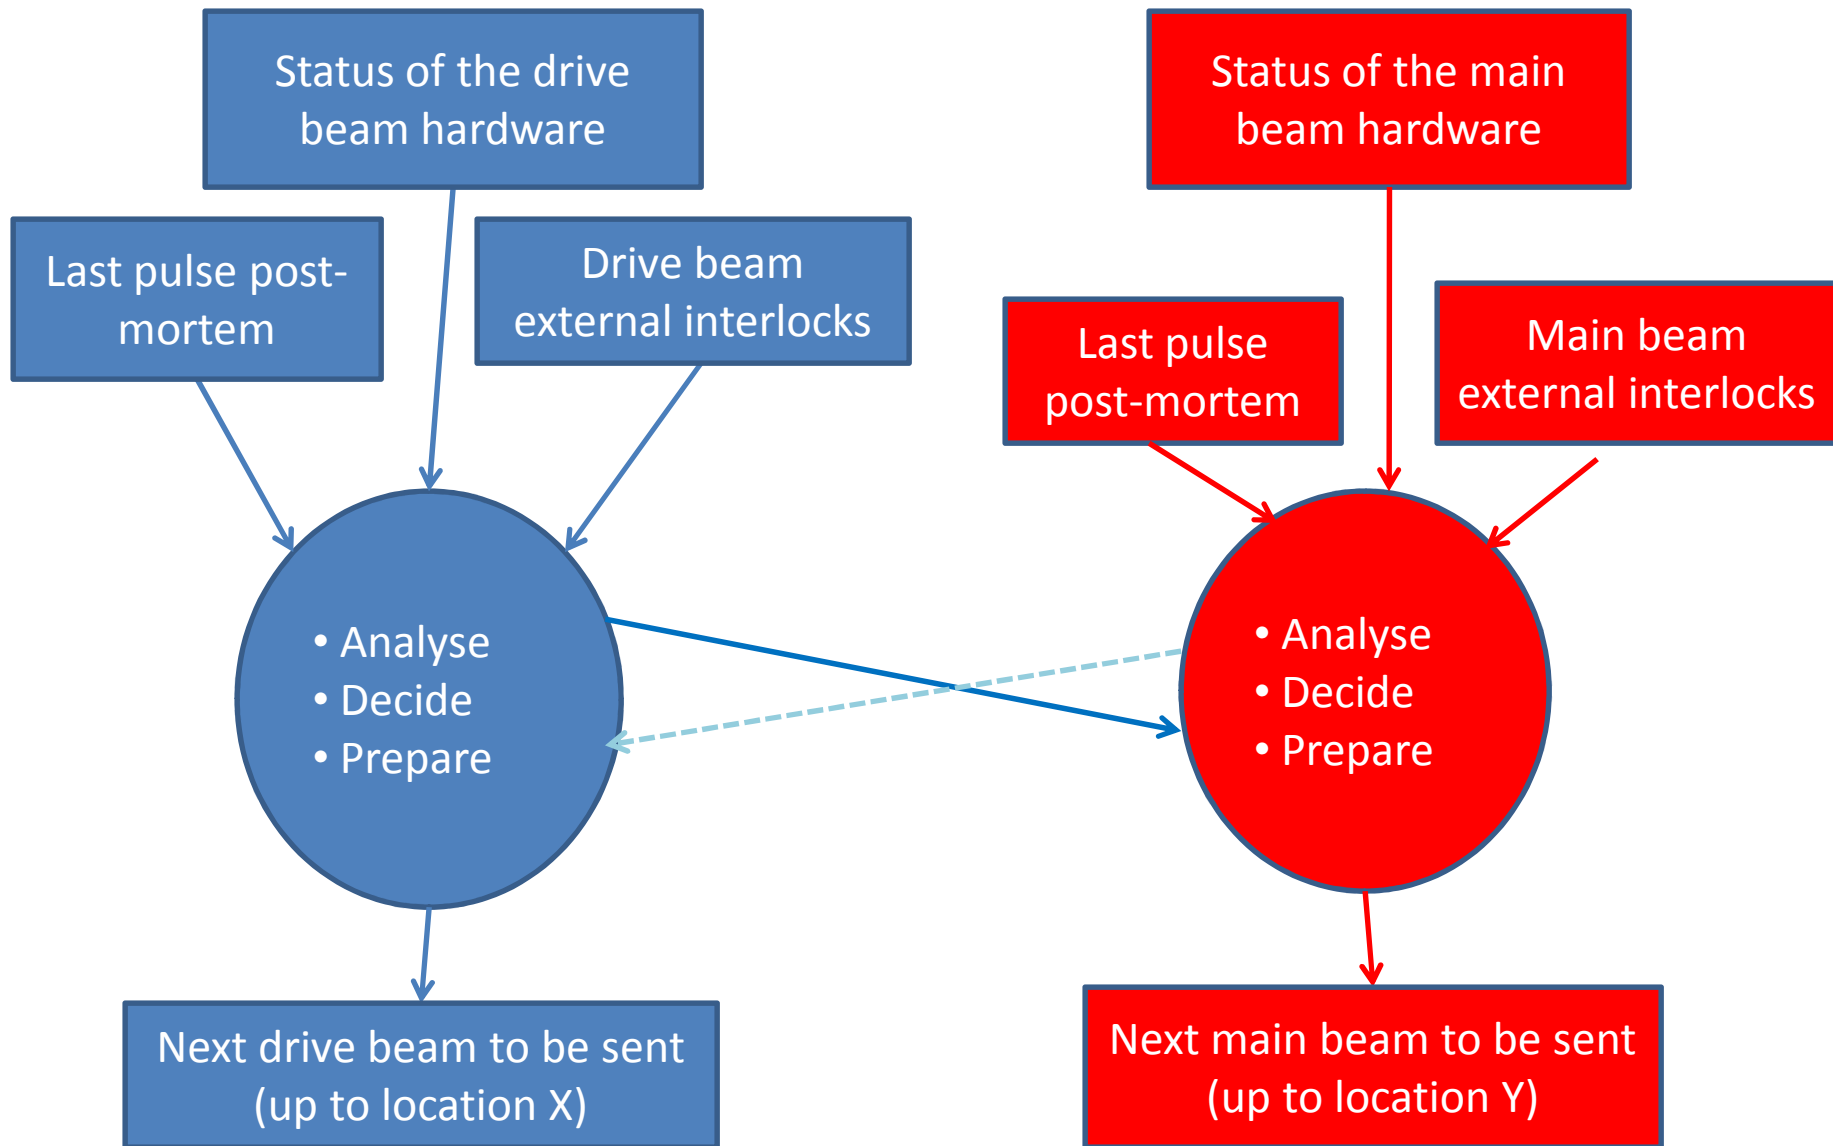 Status of the drive
beam hardware
Status of the main
beam hardware
Last pulse post-
mortem
Drive beam
external interlocks
Last pulse
post-mortem
Main beam
external interlocks
• Analyse
• Decide
• Prepare
• Analyse
• Decide
• Prepare
Next drive beam to be sent
(up to location X)
Next main beam to be sent
(up to location Y)